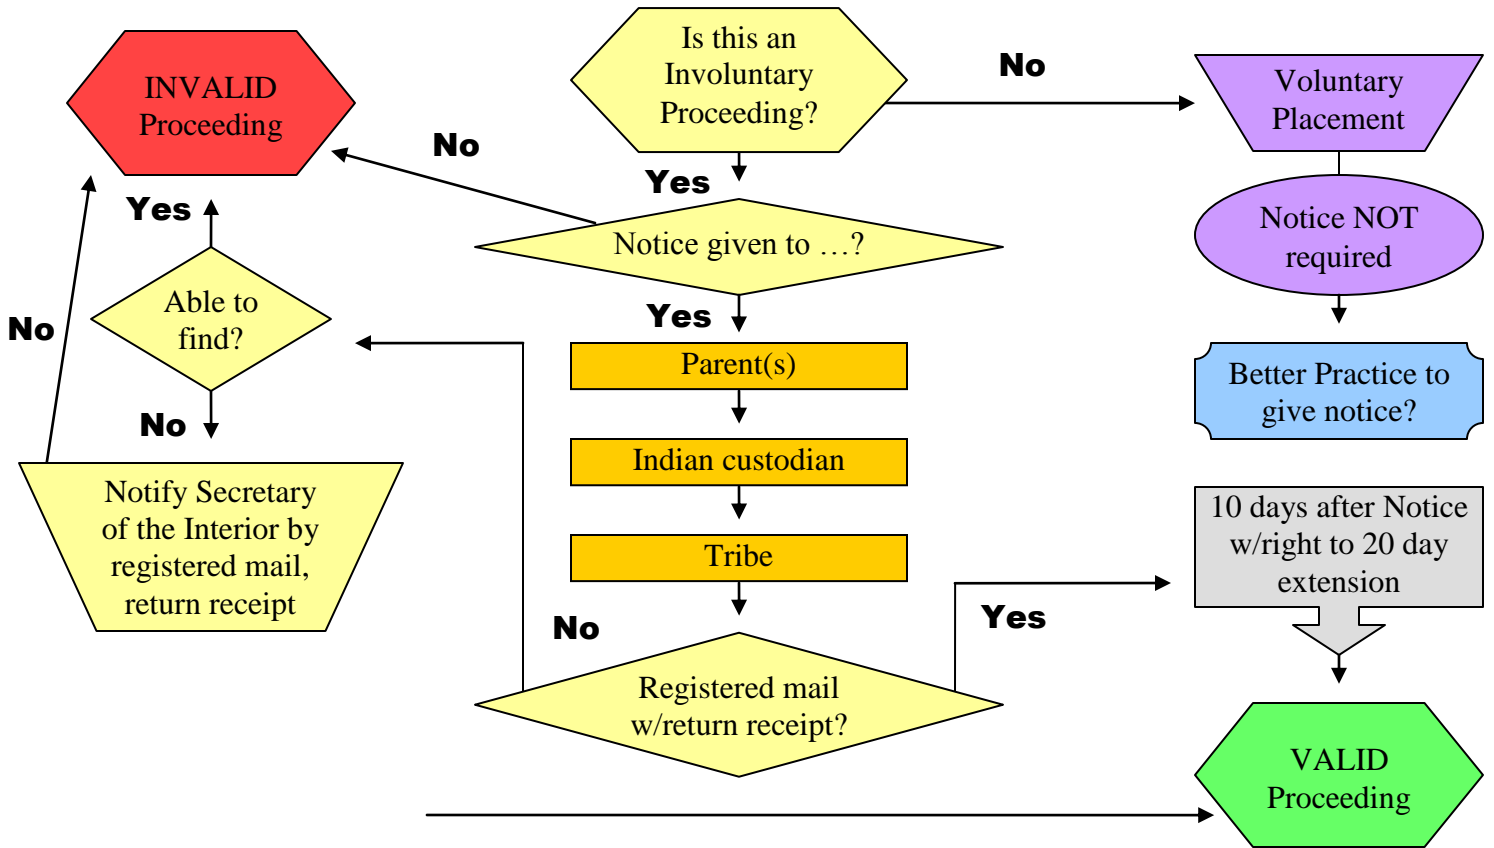 Is this an
Involuntary
Proceeding?
No
Voluntary
Placement
INVALID
Proceeding
No
Yes
Yes
Notice given to …?
Notice NOT
required
Able to
find?
No
Yes
Parent(s)
Better Practice to
give notice?
No
Indian custodian
Notify Secretary
of the Interior by
registered mail,
return receipt
10 days after Notice
w/right to 20 day
extension
Tribe
No
Yes
Registered mail
w/return receipt?
VALID
Proceeding